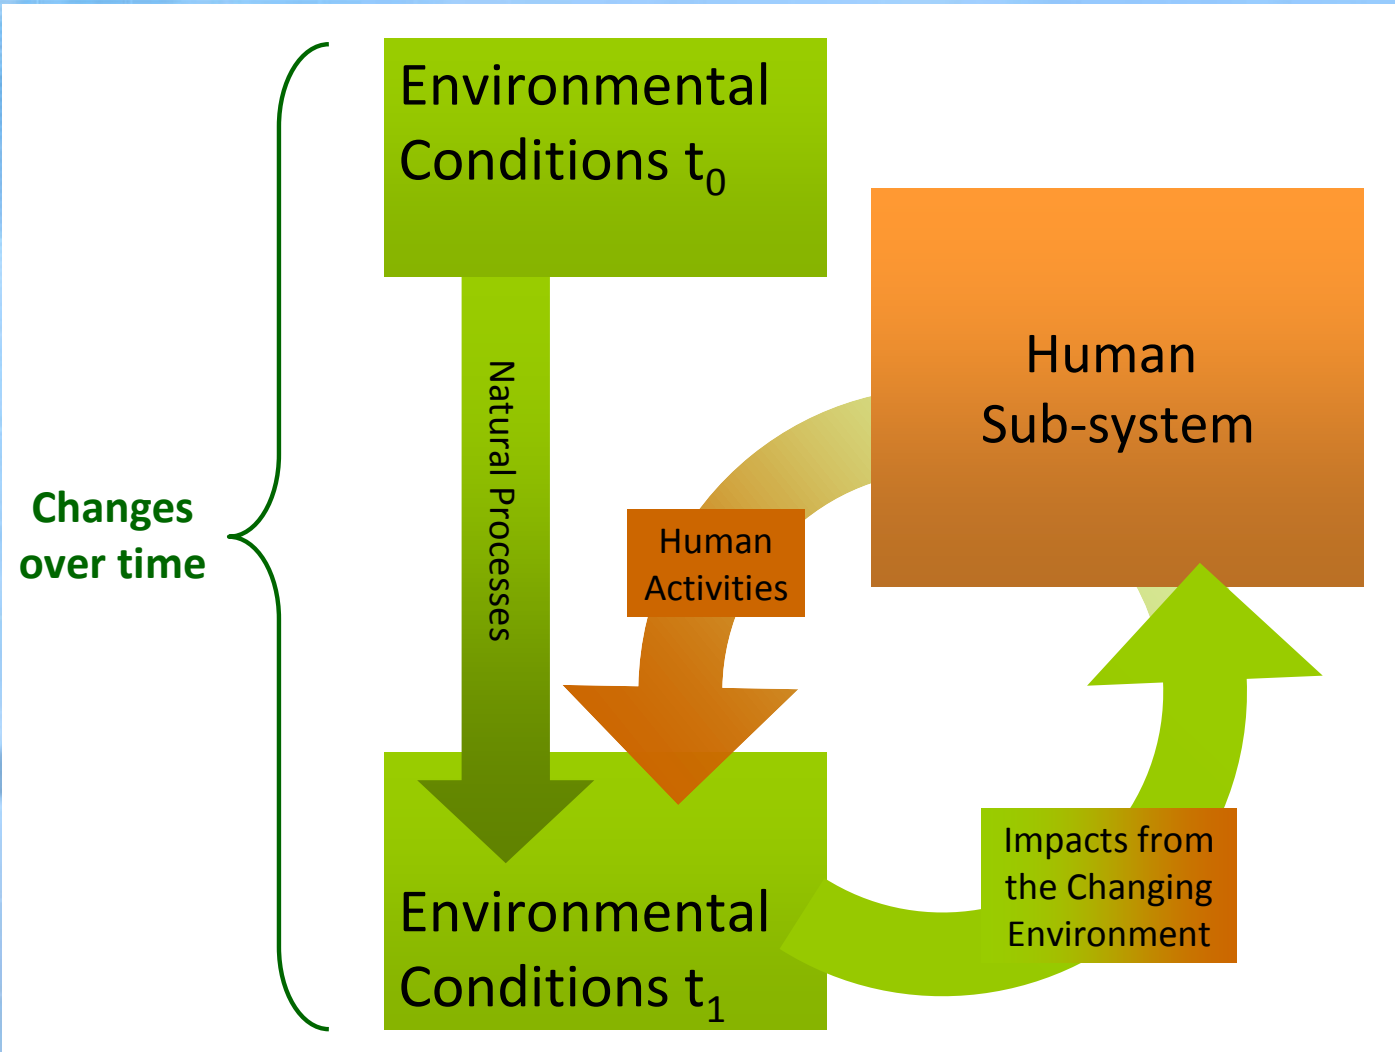 Environmental
Conditions t₀
Natural Processes
Human
Sub-system
Changes
over time
Human
Activities
Impacts from
the Changing
Environment
Environmental
Conditions t₁